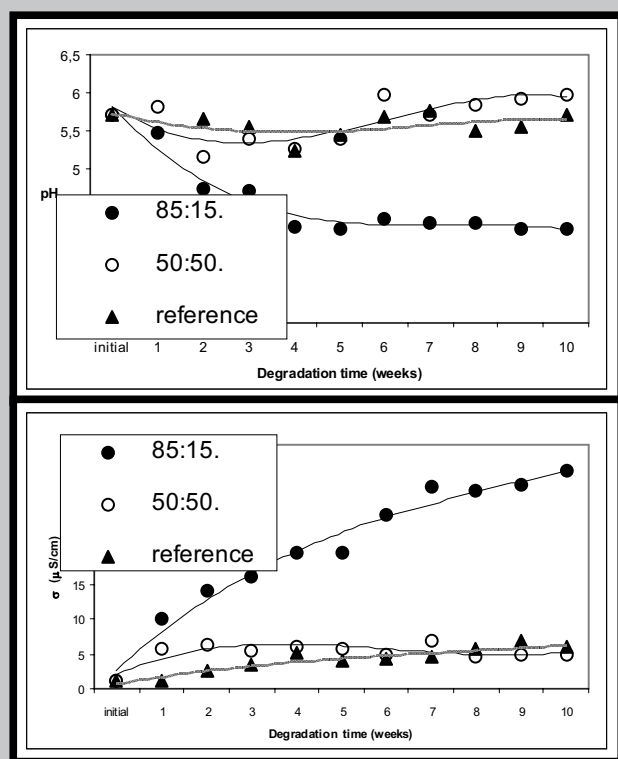 6,5
6
5,5
5
pH
85:15.
50:50.
reference
initial 1 2 3 4 5 6 7 8 9 10
Degradation time (weeks)
85:15.
50:50.
reference
σ (µ S/cm)
15
10
5
0
initial 1 2 3 4 5 6 7 8 9 10
Degradation time (weeks)